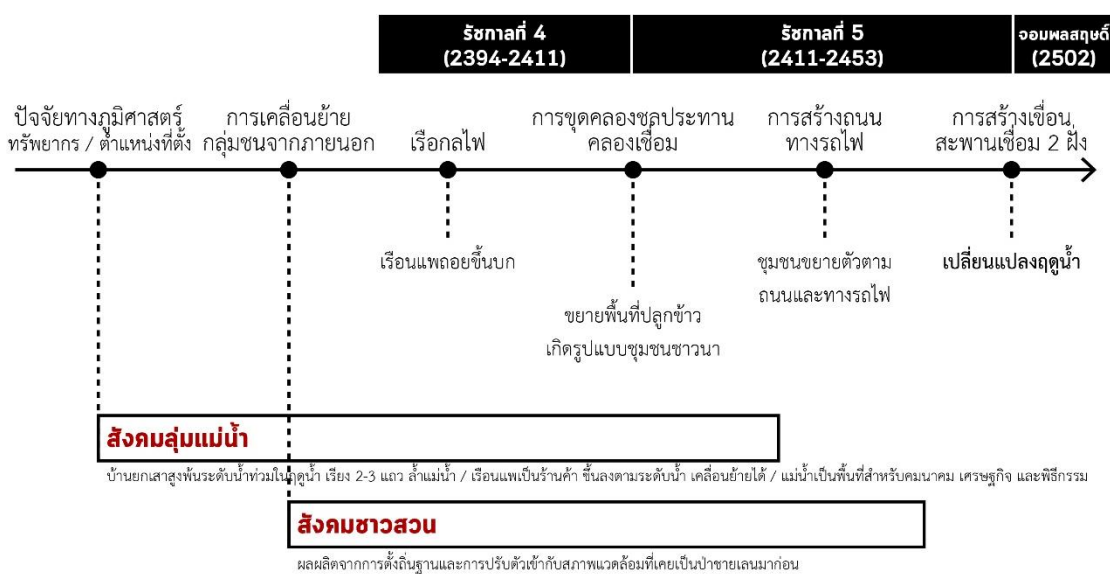 รัชกาลที่ 4
(2394-2411)
รัชกาลที่ 5
(2411-2453)
จอมพลสฤษดิ์
(2502)
ปัจจัยทางภูมิศาสตร์
ทรัพยากร / ตำแหน่งที่ตั้ง
การเคลื่อนย้าย
กลุ่มชนจากภายนอก
เรือกลไฟ
การขุดคลองชลประทาน
คลองเชื่อม
การสร้างถนน
ทางรถไฟ
การสร้างเขื่อน
สะพานเชื่อม 2 ฝั่ง
เรือนแพถอยขึ้นบก
ขยายพื้นที่ปลูกข้าว
เกิดรูปแบบชุมชนชาวนา
ชุมชนขยายตัวตาม
ถนนและทางรถไฟ
เปลี่ยนแปลงฤดูน้ำ
สังคมลุ่มแม่น้ำ
บ้านยกเสาสูงพ้นระดับน้ำท่วมในฤดูน้ำ เรียง 2-3 แถว ล้ำแม่น้ำ / เรือนแพเป็นร้านค้า ขึ้นลงตามระดับน้ำ เคลื่อนย้ายได้ / แม่น้ำเป็นพื้นที่สำหรับคมนาคม เศรษฐกิจ และพิธีกรรม
สังคมชาวสวน
ผลผลิตจากการตั้งถิ่นฐานและการปรับตัวเข้ากับสภาพแวดล้อมที่เคยเป็นป่าชายเลนมาก่อน